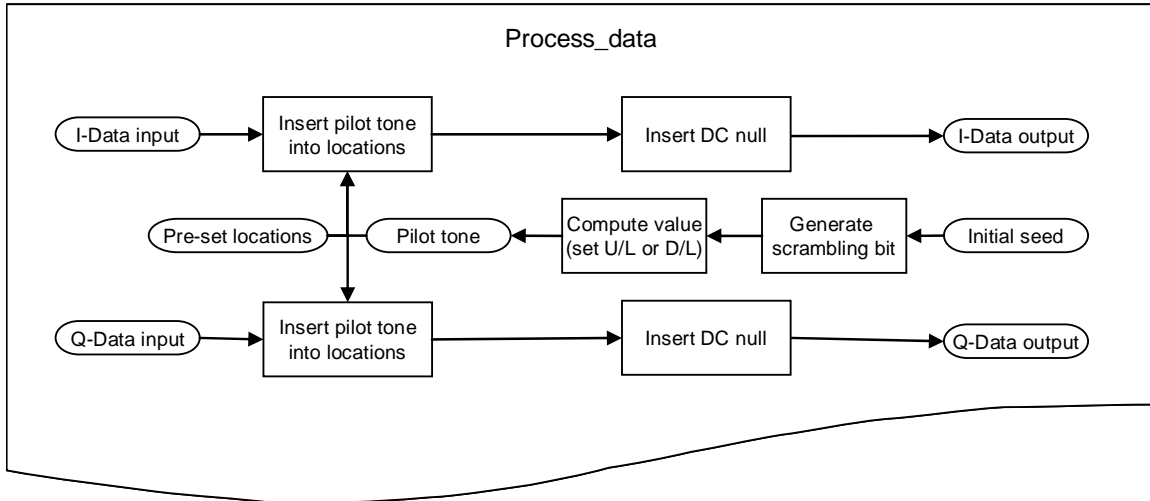 Process_data
I-Data input
Insert pilot tone
into locations
Insert DC null
I-Data output
Pre-set locations
Pilot tone
Compute value
(set U/L or D/L)
Generate
scrambling bit
Initial seed
Q-Data input
Insert pilot tone
into locations
Insert DC null
Q-Data output